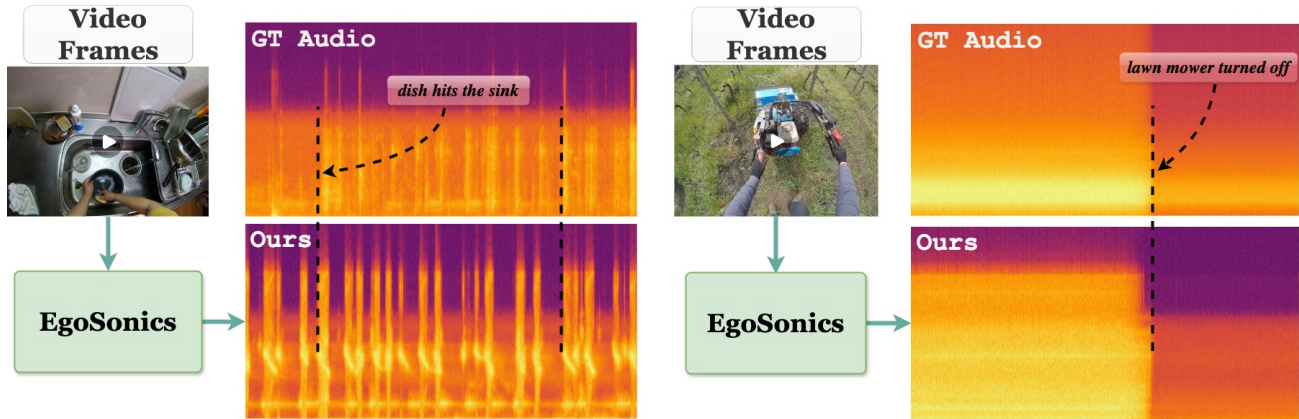 Video
Frames
GT Audio
dish hits the sink
Ours
EgoSonics
Video
Frames
GT Audio
lawn mower turned off
Ours
EgoSonics